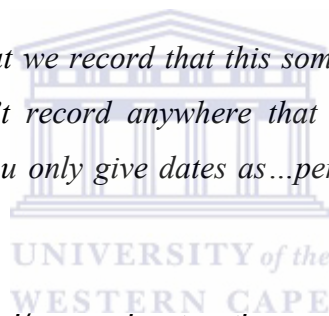 at we record that this som
t record anywhere that
u only give dates as…per
UNIVERSITY of the
WESTERN CAPE